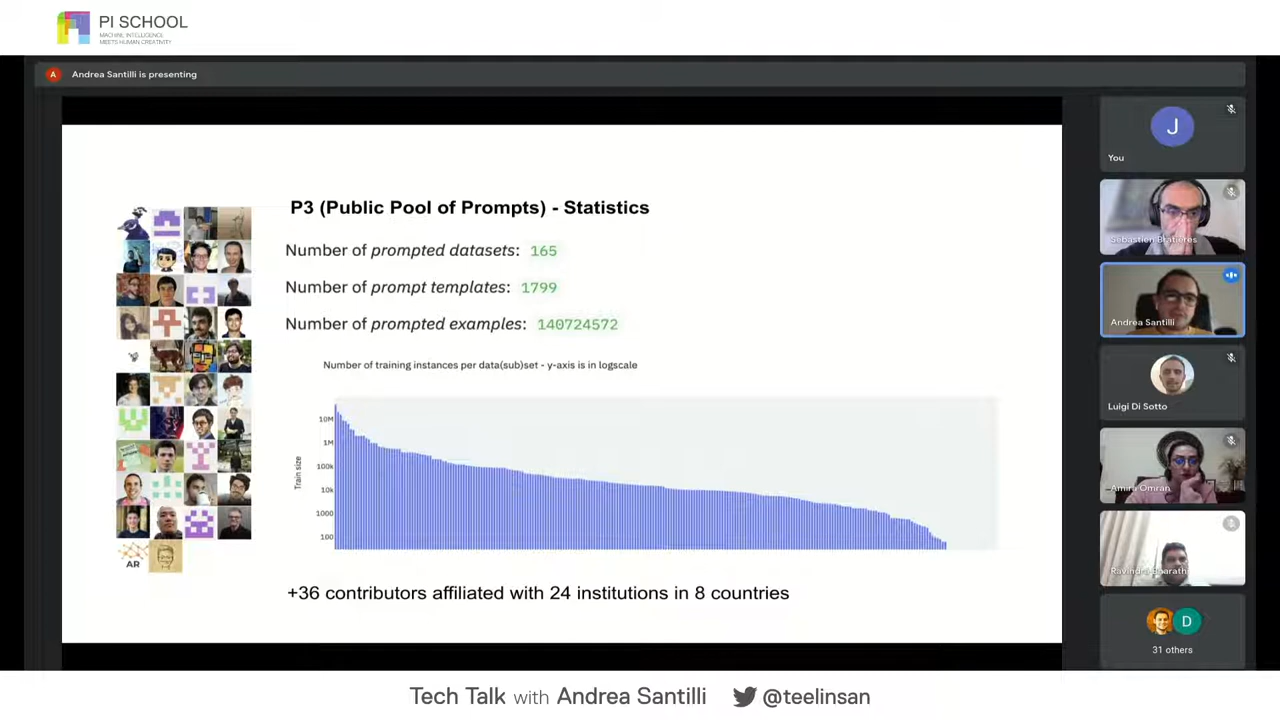 PI SCHOOL
MACHINE INTELLIGENCE
MEETS HUMAN CREATIVITY
A
Andrea Santilli is presenting
P3 (Public Pool of Prompts) - Statistics
Number of prompted datasets: 165
Number of prompt templates: 1799
Number of prompted examples: 140724572
Number of training instances per data(sub)set - y-axis is in logscale
Train size
10M
1M
100k
10k
1000
100
AR
+36 contributors affiliated with 24 institutions in 8 countries
J
You
Sebastien Bratières
Andrea Santilli
Luigi Di Sotto
Amira Omran
D
31 others
Tech Talk with Andrea Santilli @teelinsan